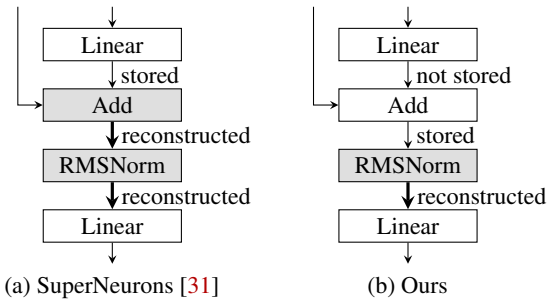 Linear
stored
Add
reconstructed
RMSNorm
reconstructed
Linear
(a) SuperNeurons [31]
Linear
not stored
Add
stored
RMSNorm
reconstructed
Linear
(b) Ours